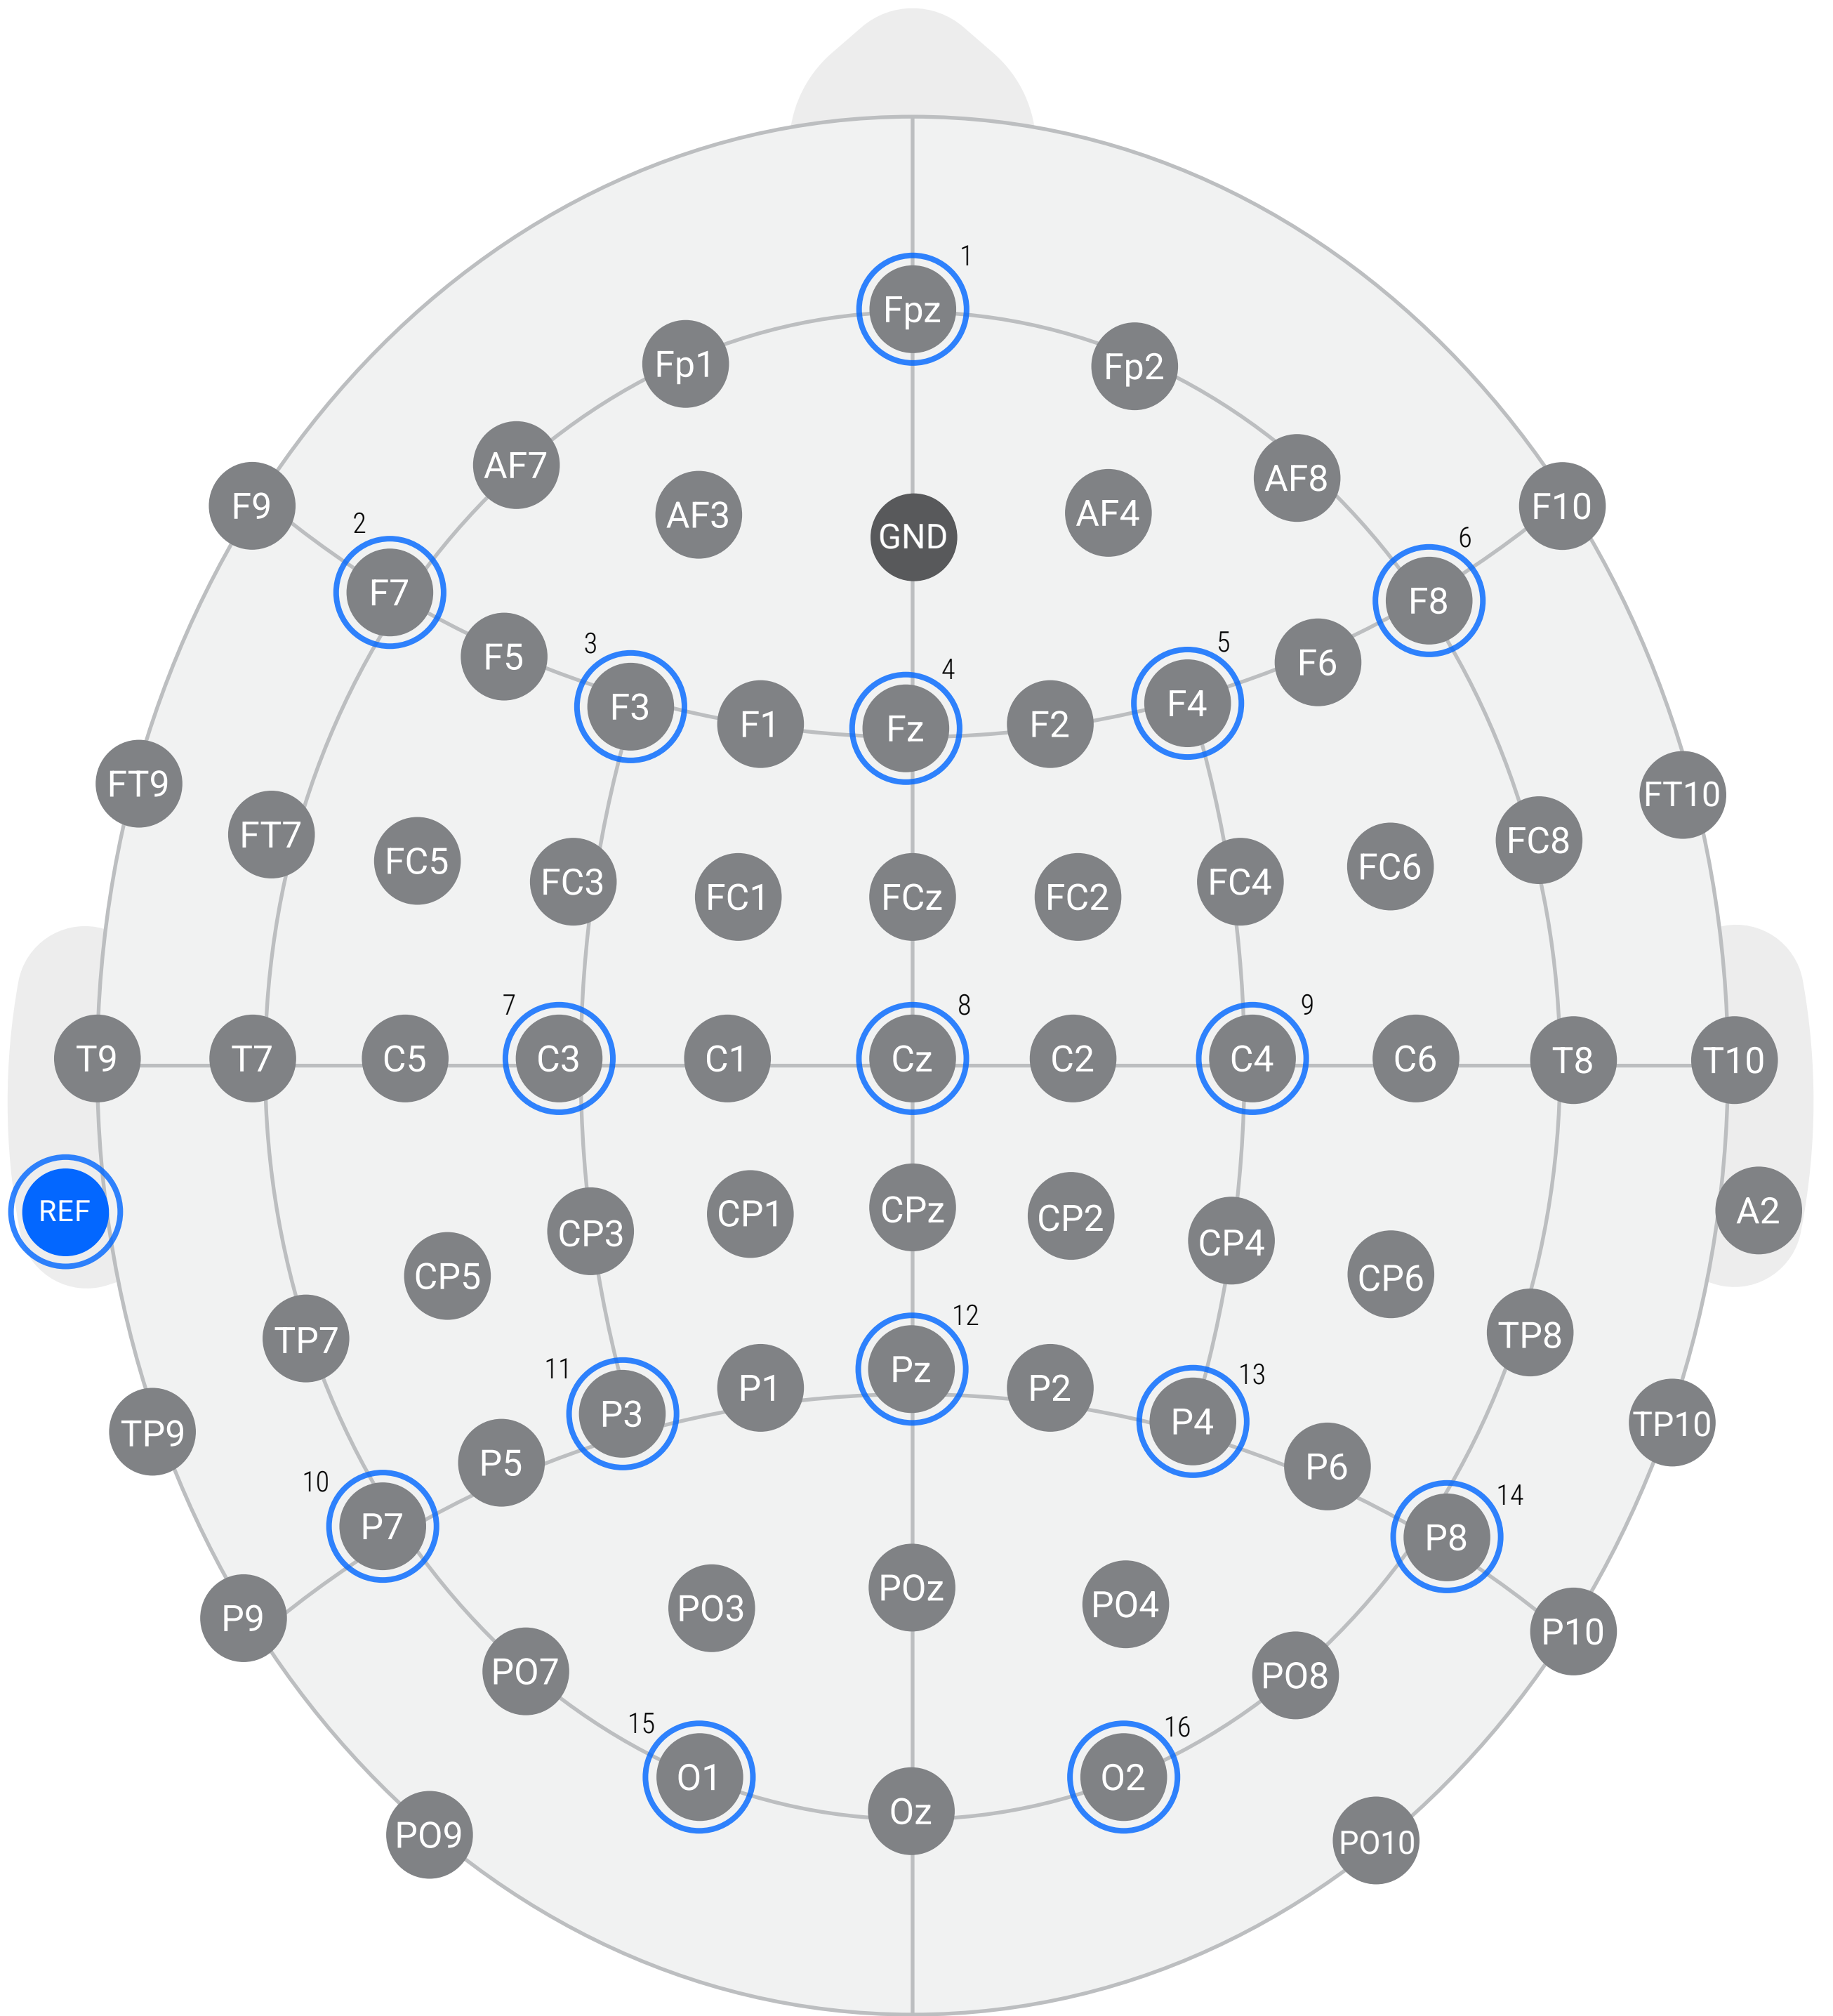 1
Fpz
Fp1
Fp2
AF7
AF8
F9
AF3
GND
AF4
F10
2
6
F7
F8
F5
3
5
F6
F3
4
F4
F1
Fz
F2
FT9
FT10
FT7
FC5
FC3
FC1
FCz
FC2
FC4
FC6
FC8
7
8
9
T9
T7
C5
C3
C1
Cz
C2
C4
C6
T8
T10
REF
CP3
CP1
CPz
CP2
CP4
A2
CP5
CP6
TP7
12
TP8
11
Pz
13
TP9
P3
P1
P2
P4
TP10
10
P5
P6
14
P7
P8
P9
PO3
POz
PO4
P10
PO7
PO8
15
16
O1
Oz
O2
PO9
PO10